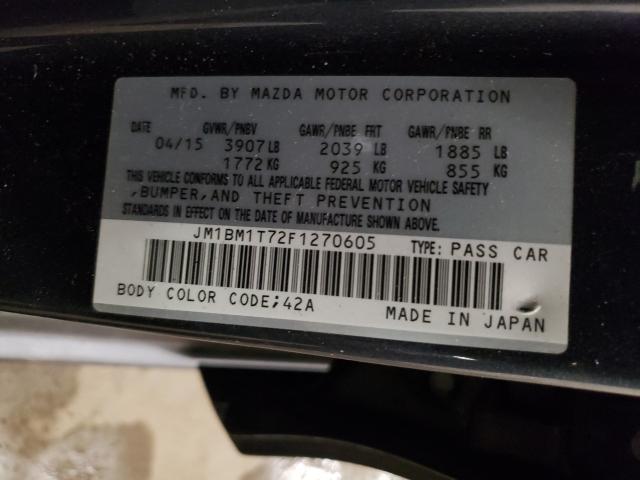 MFD. BY MAZDA MOTOR CORPORATION
DATE GVWR/PNBV GAWR/PNBE FRT GAWR/PNBE RR
04/15 3907 LB 2039 LB 1885 LB
1772 KG 925 KG 855 KG
THIS VEHICLE CONFORMS TO ALL APPLICABLE FEDERAL MOTOR VEHICLE SAFETY
,BUMPER,AND THEFT PREVENTION
STANDARDS IN EFFECT ON THE DATE OF MANUFACTURE SHOWN ABOVE.
JM1BM1T72F1270605 TYPE: PASS CAR
BODY COLOR CODE;42A MADE IN JAPAN